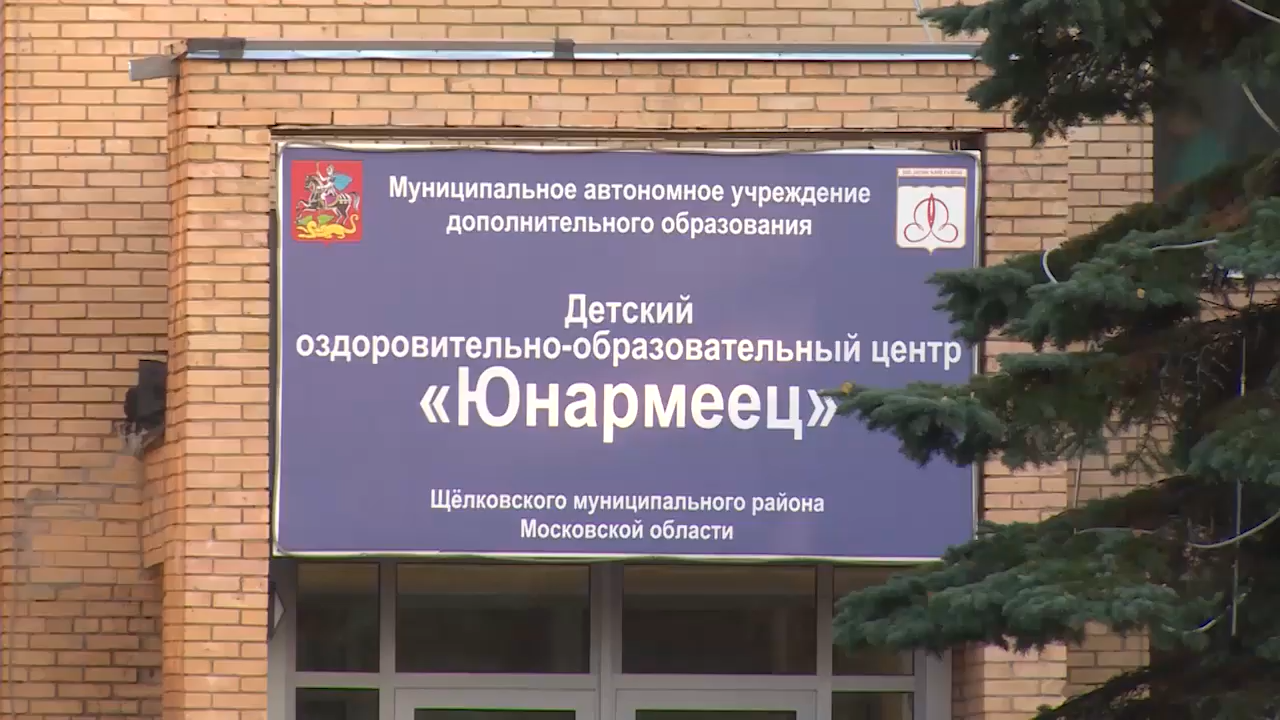 Муниципальное автономное учреждение
дополнительного образования
Детский
оздоровительно-образовательный центр
«Юнармеец»
Щёлковского муниципального района
Московской области